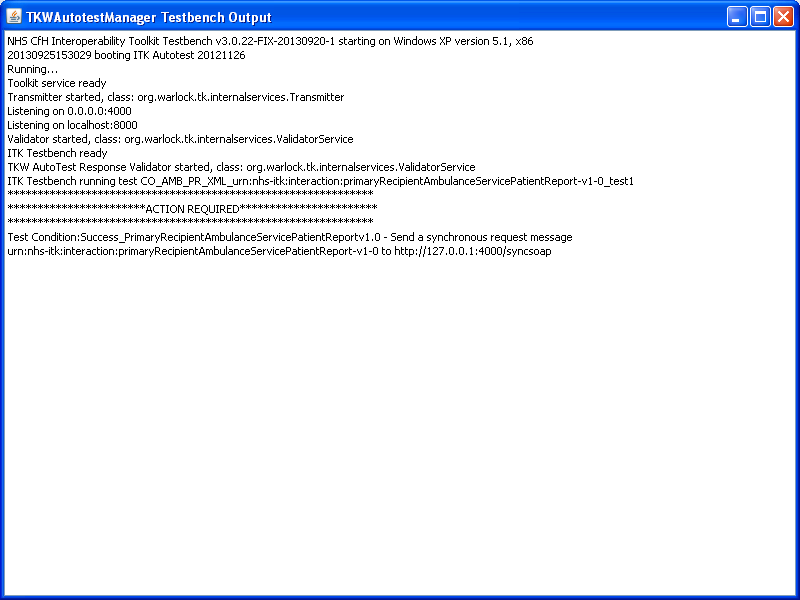 TKWAutotestManager Testbench Output
NHS CfH Interoperability Toolkit Testbench v3.0.22-FIX-20130920-1 starting on Windows XP version 5.1, x86
20130925153029 booting ITK Autotest 20121126
Running...
Toolkit service ready
Transmitter started, class: org.warlock.tk.internalservices.Transmitter
Listening on 0.0.0.0:4000
Listening on localhost:8000
Validator started, class: org.warlock.tk.internalservices.ValidatorService
ITK Testbench ready
TKW AutoTest Response Validator started, class: org.warlock.tk.internalservices.ValidatorService
ITK Testbench running test CO_AMB_PR_XML_urn:nhs-itk:interaction:primaryRecipientAmbulanceServicePatientReport-v1-0_test1
*************************************************************
***********************ACTION REQUIRED***********************
*************************************************************
Test Condition:Success_PrimaryRecipientAmbulanceServicePatientReportv1.0 - Send a synchronous request message
urn:nhs-itk:interaction:primaryRecipientAmbulanceServicePatientReport-v1-0 to http://127.0.0.1:4000/syncsoap